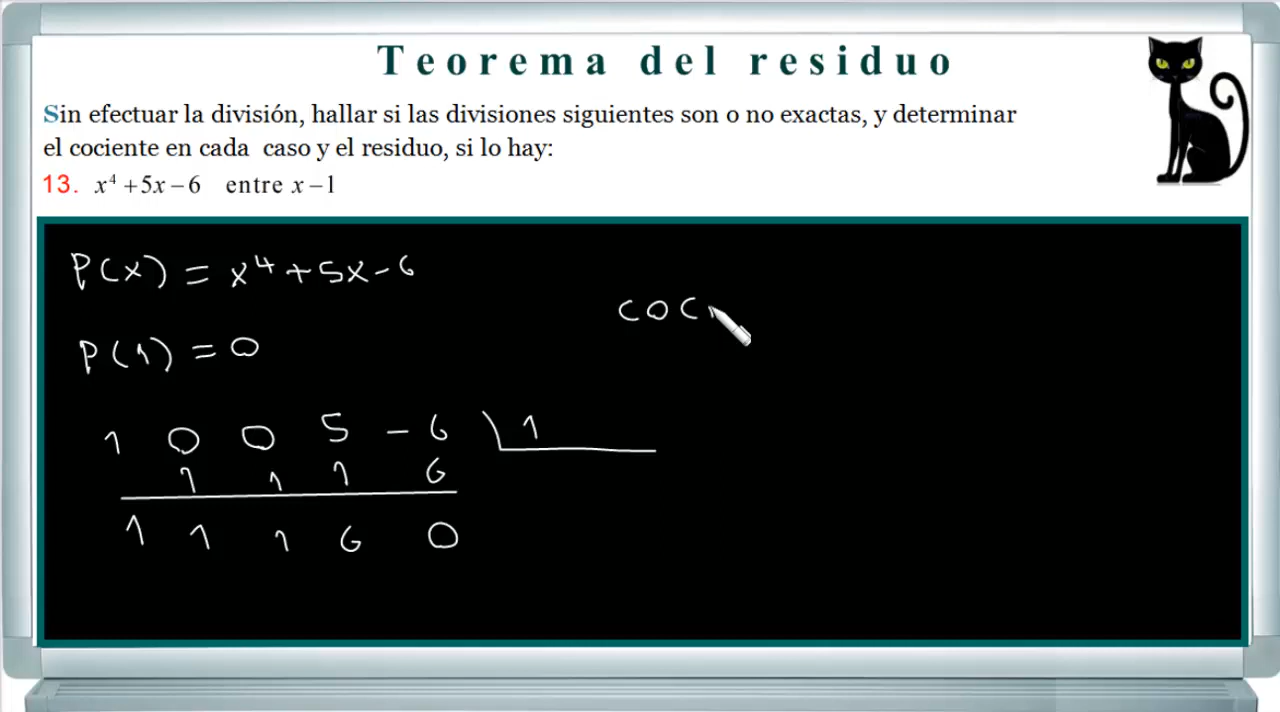 Teorema del residuo
Sin efectuar la división, hallar si las divisiones siguientes son o no exactas, y determinar
el cociente en cada caso y el residuo, si lo hay:
13. x⁴ + 5x − 6 entre x − 1
P(x) = x⁴ + 5x − 6
COC
P(1) = 0
1 0 0 5 − 6 1
1 1 1 6
1 1 1 6 0